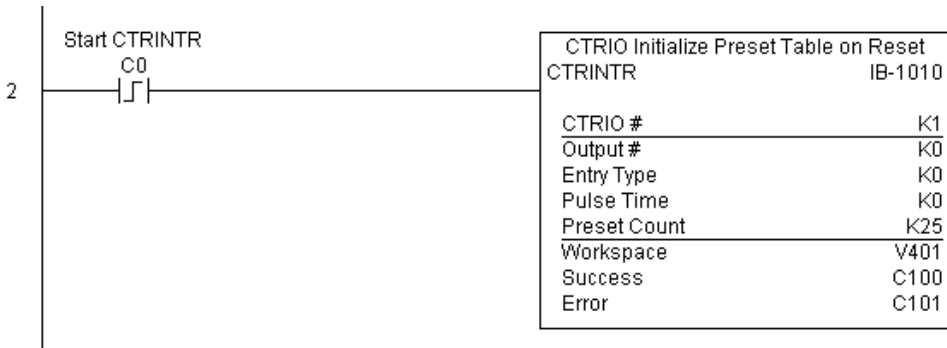 Start CTRINTR
C0
2
CTRIO Initialize Preset Table on Reset
CTRINTR IB-1010
CTRIO # K1
Output # K0
Entry Type K0
Pulse Time K0
Preset Count K25
Workspace V401
Success C100
Error C101